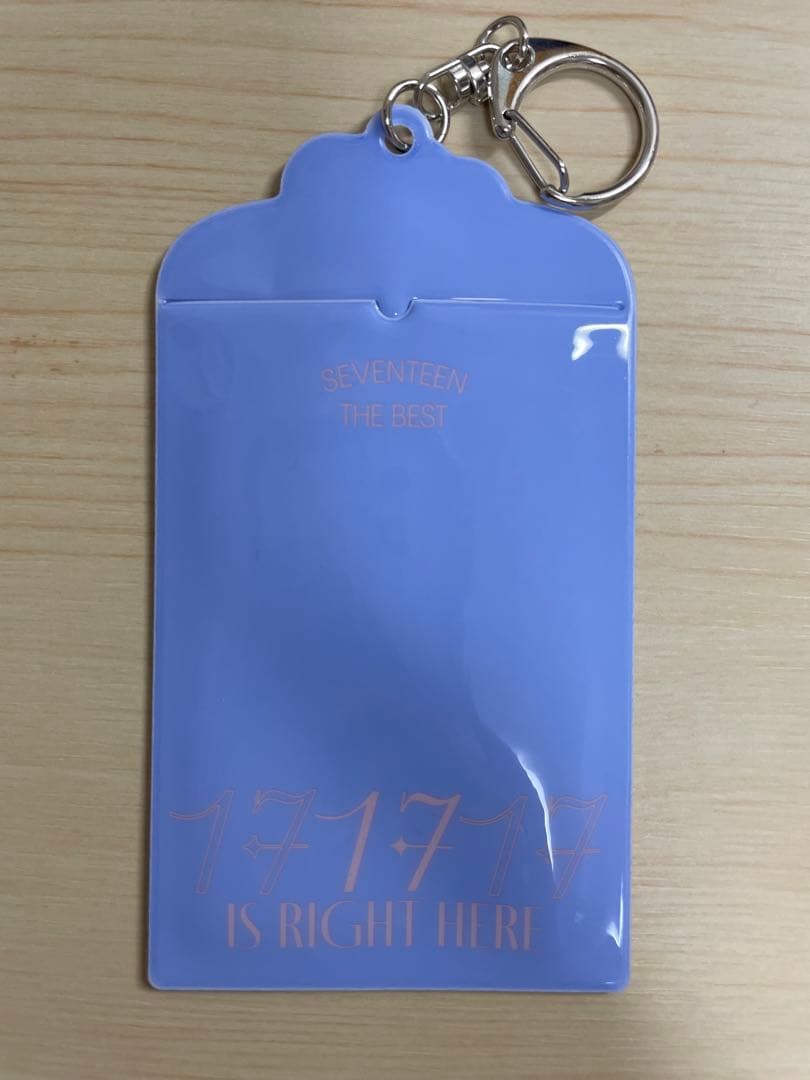 SEVENTEEN
THE BEST
17 17 17
IS RIGHT HERE